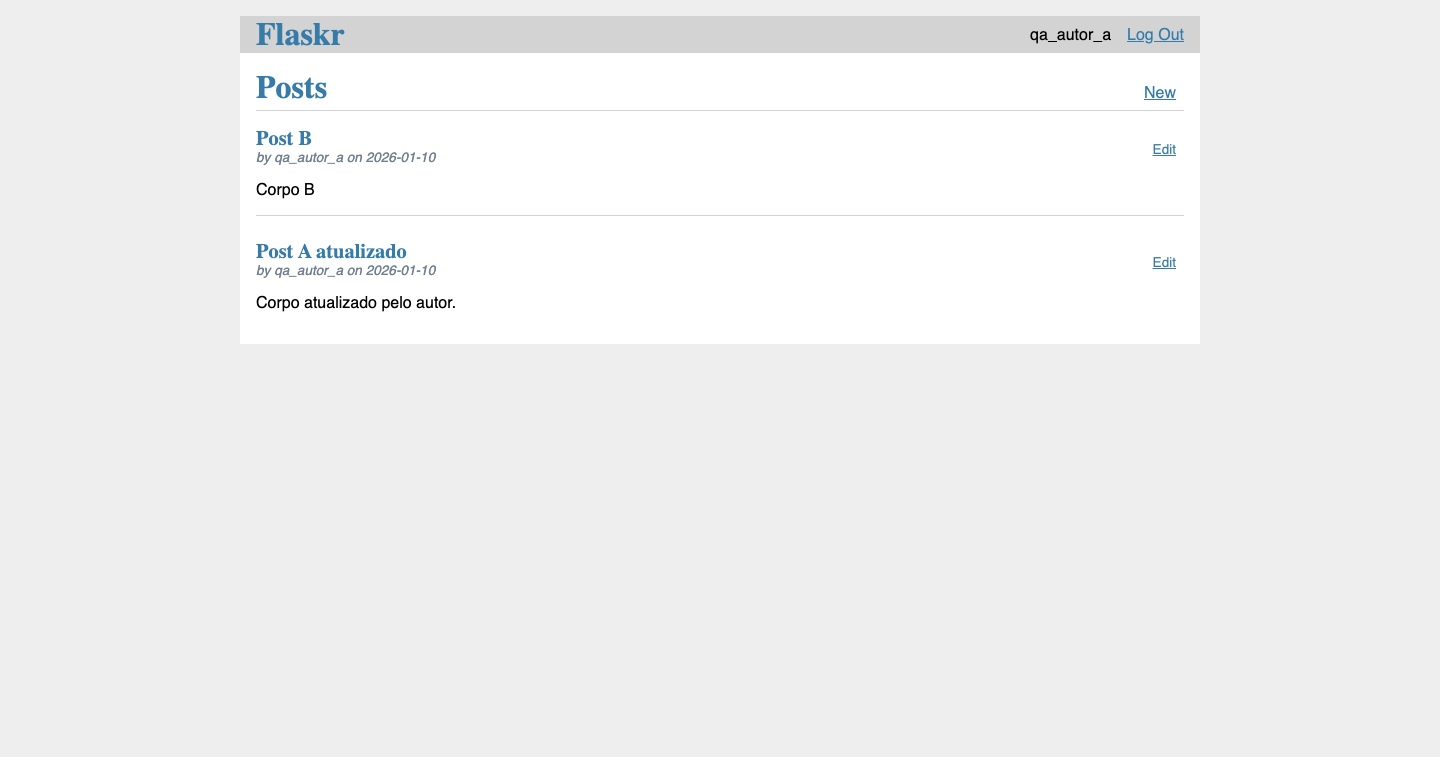 Flaskr
qa_autor_a Log Out
Posts
New
Post B
by qa_autor_a on 2026-01-10
Edit
Corpo B
Post A atualizado
by qa_autor_a on 2026-01-10
Edit
Corpo atualizado pelo autor.